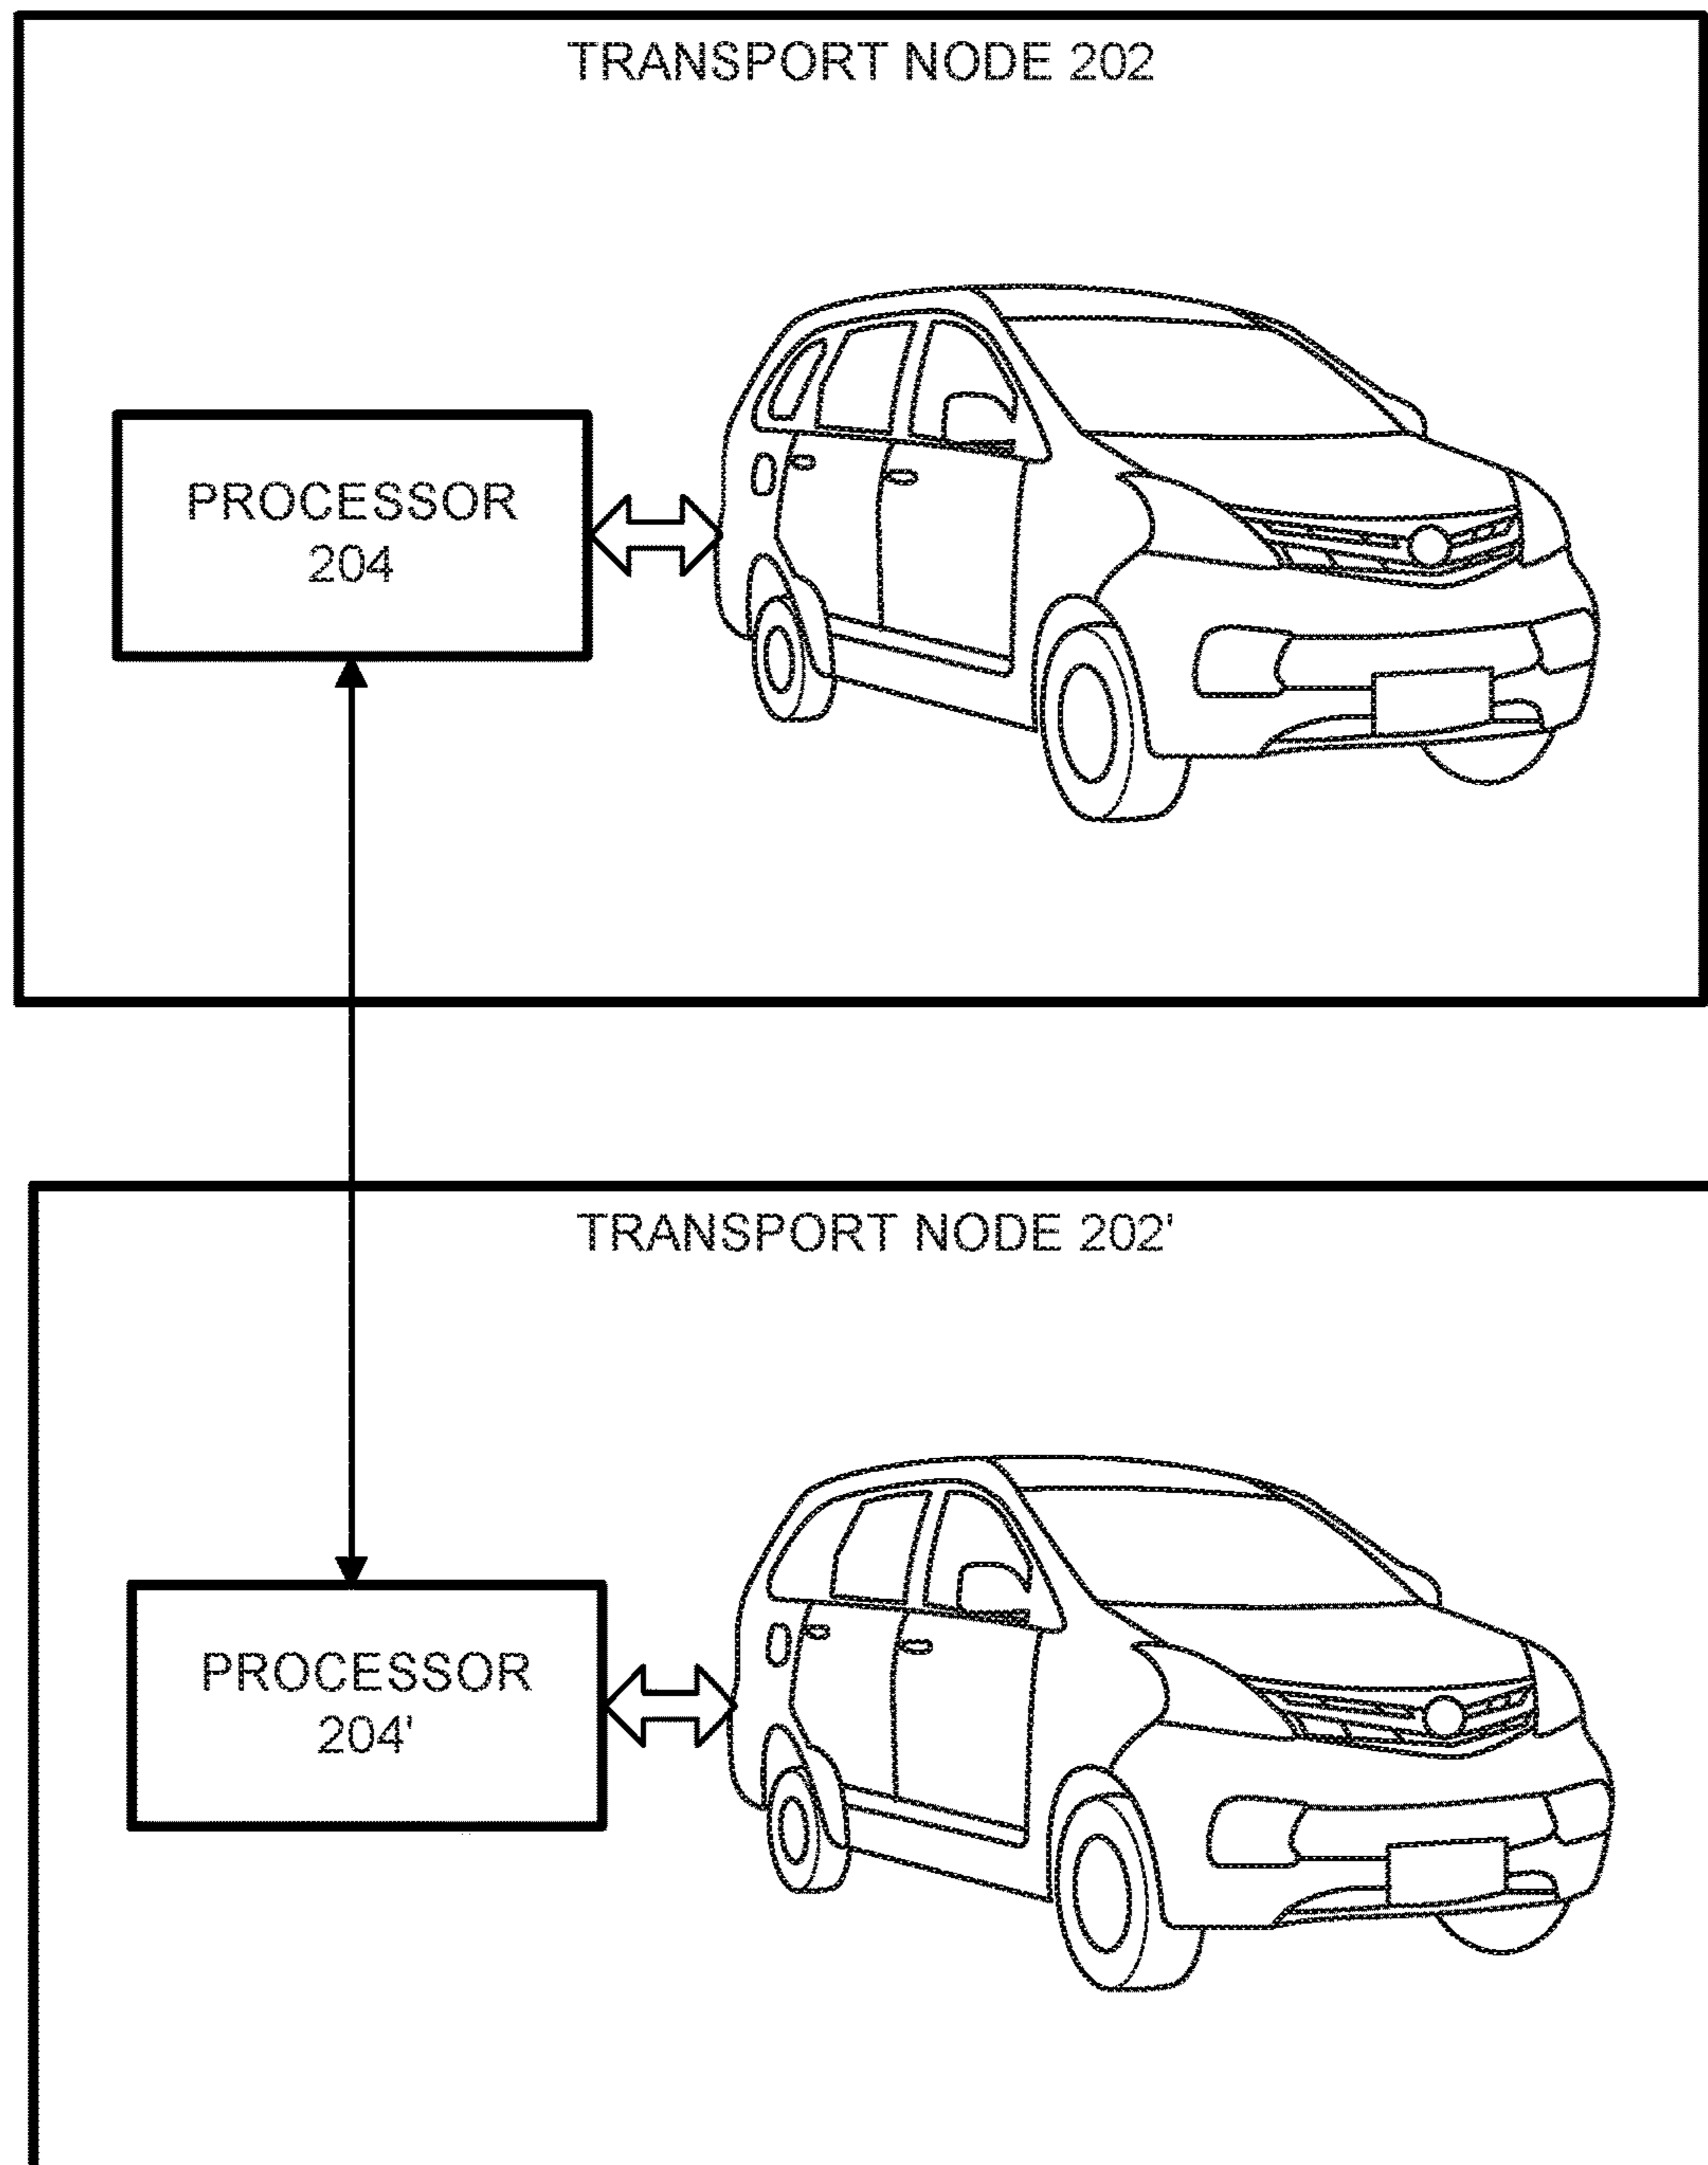 TRANSPORT NODE 202
PROCESSOR
204
TRANSPORT NODE 202'
PROCESSOR
204'